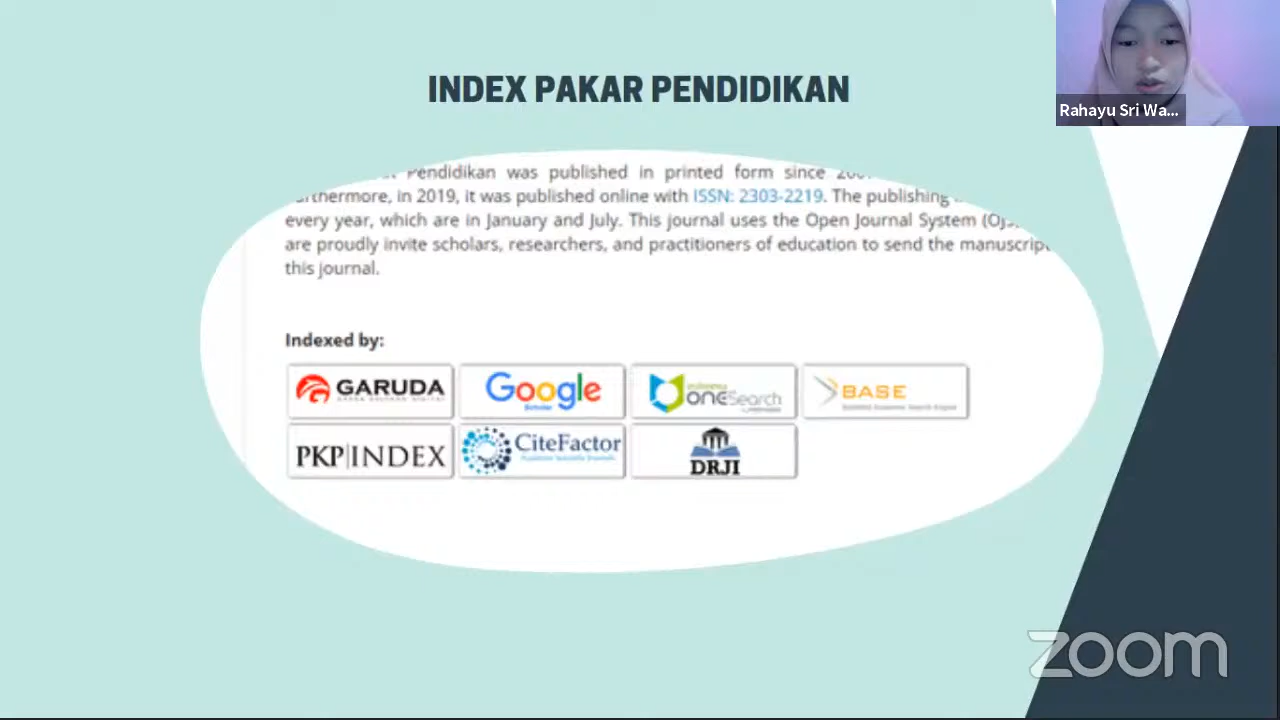 INDEX PAKAR PENDIDIKAN
Rahayu Sri Wa...
Pendidikan was published in printed form since
Furthermore, in 2019, it was published online with ISSN: 2303-2219. The publishing
every year, which are in January and July. This journal uses the Open Journal System
are proudly invite scholars, researchers, and practitioners of education to send the manuscript
this journal.
Indexed by:
GARUDA
Google
Scholar
ONESearch
BASE
PKP|INDEX
CiteFactor
DRJI
zoom